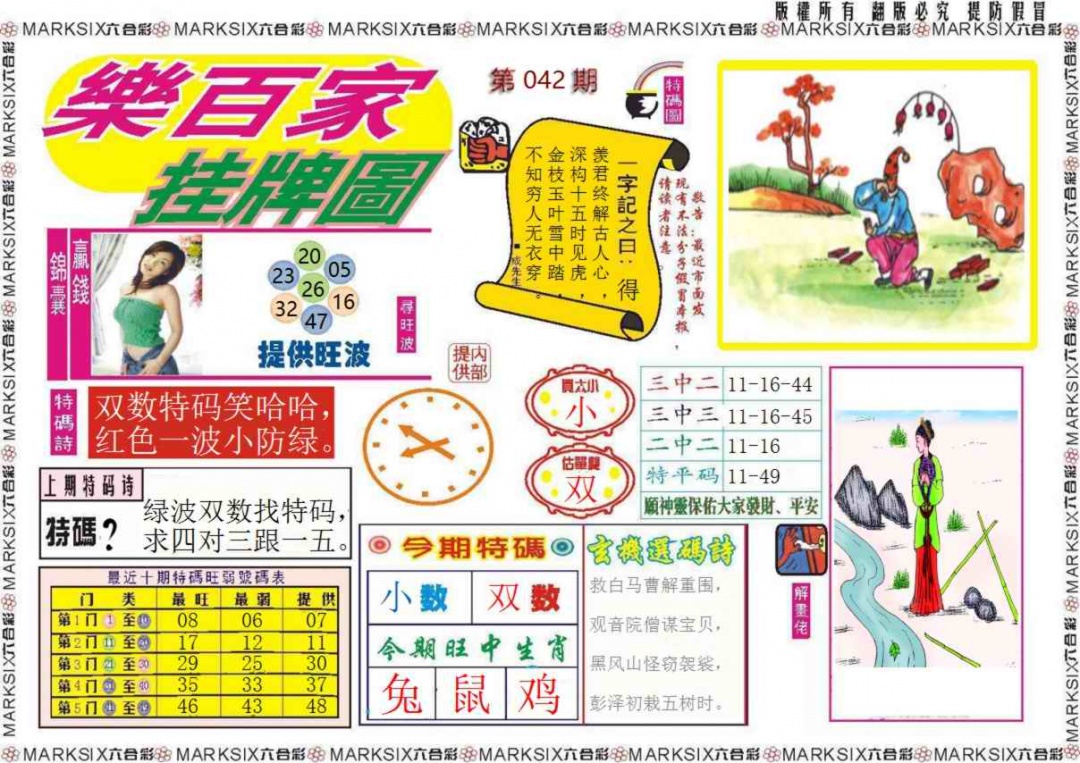 版權所有 翻版必究 提防假冒
MARKSIX六合彩 MARKSIX六合彩 MARKSIX六合彩 MARKSIX六合彩 MARKSIX六合彩 MARKSIX六合彩 MARKSIX六合彩
樂百家
挂牌圖
第 042 期
特碼圖
一字記之曰：得
羡君终解古人心，
深构十五时见虎，
金枝玉叶雪中踏，
不知穷人无衣穿。
■成先生
敬告：最近市面发
现有不法分子假冒本报，
请读者注意。
贏錢
錦囊
20
23
05
26
32
16
47
提供旺波
尋旺波
内部
提供
特碼詩
双数特码笑哈哈，
红色一波小防绿。
買大小
小
估單雙
双
三中二 11-16-44
三中三 11-16-45
二中二 11-16
特平码 11-49
願神靈保佑大家發財、平安
上期特码诗
特碼？
绿波双数找特码，
求四对三跟一五。
最近十期特碼旺弱號碼表
门 类 最旺 最弱 提供
第1门 1 至 10 08 06 07
第2门 11 至 20 17 12 11
第3门 21 至 30 29 25 30
第4门 31 至 40 35 33 37
第5门 41 至 49 46 43 48
今期特碼
小数 双数
今期旺中生肖
兔 鼠 鸡
玄機選碼詩
救白马曹解重围，
观音院僧谋宝贝，
黑风山怪窃袈裟，
彭泽初栽五树时。
解畫佬
MARKSIX六合彩 MARKSIX六合彩 MARKSIX六合彩 MARKSIX六合彩 MARKSIX六合彩 MARKSIX六合彩 MARKSIX六合彩